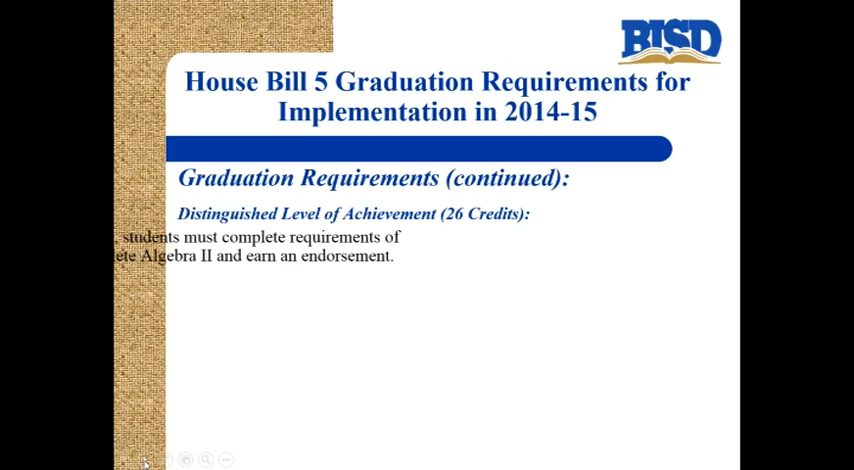 BISD
House Bill 5 Graduation Requirements for
Implementation in 2014-15
Graduation Requirements (continued):
Distinguished Level of Achievement (26 Credits):
, students must complete requirements of
ete Algebra II and earn an endorsement.